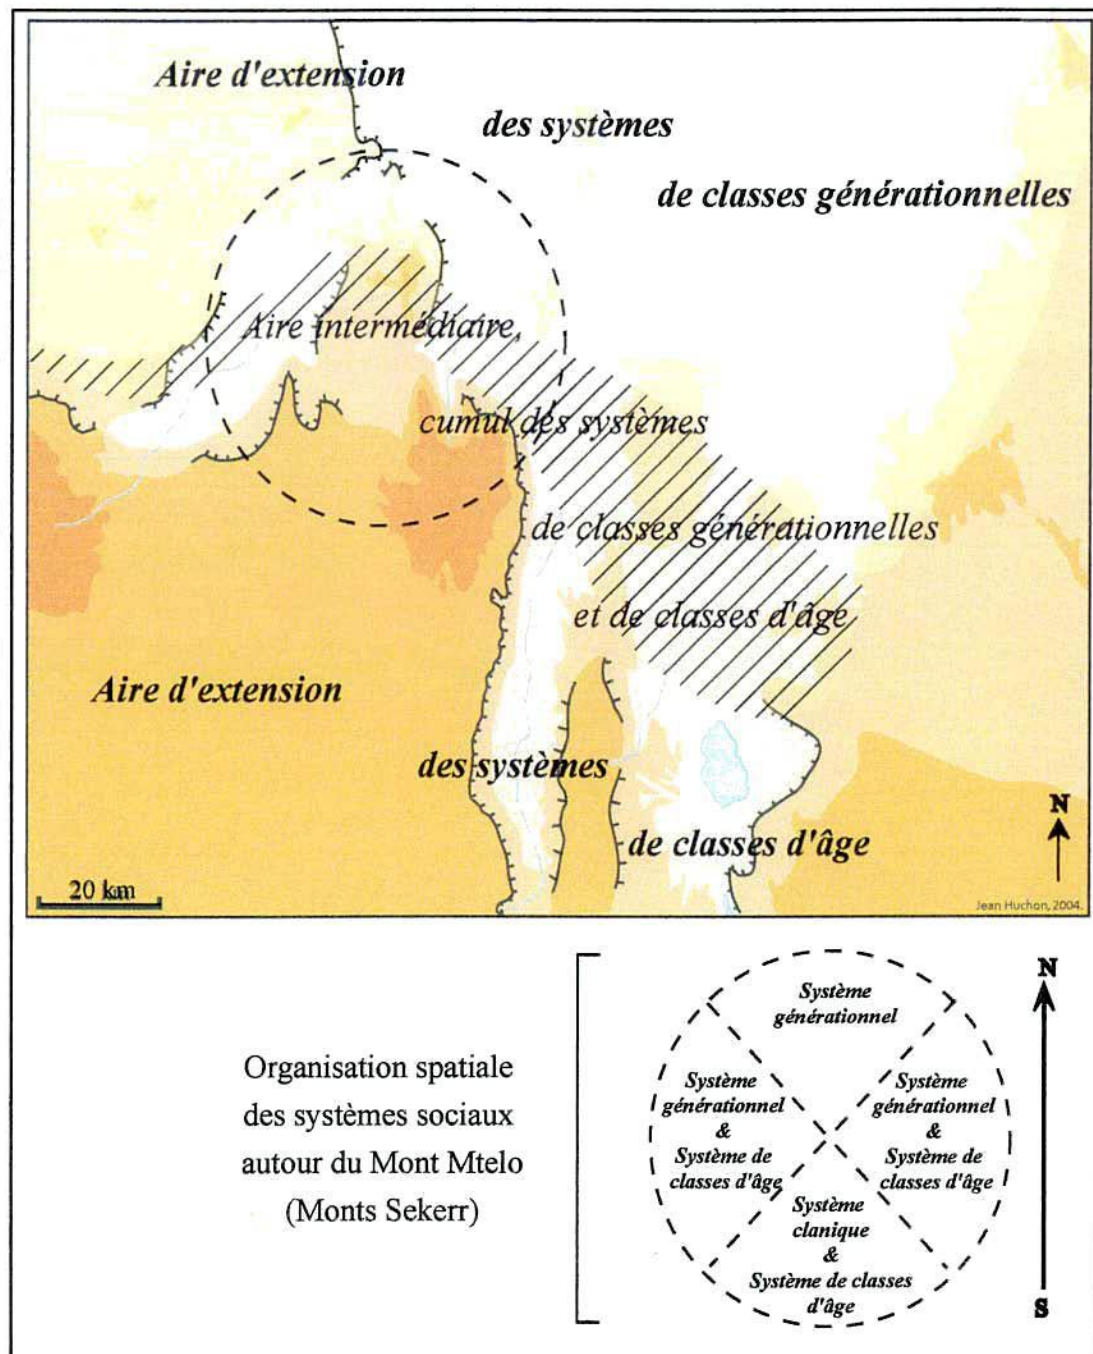 Aire d'extension
des systèmes
de classes générationnelles
Aire intermédiaire,
cumul des systèmes
de classes générationnelles
et de classes d'âge
Aire d'extension
des systèmes
de classes d'âge
N
20 km
Jean Huchon, 2004.
Organisation spatiale
des systèmes sociaux
autour du Mont Mtelo
(Monts Sekerr)
N
Système
générationnel
Système
générationnel
&
Système de
classes d'âge
Système
générationnel
&
Système de
classes d'âge
Système
clanique
&
Système de classes
d'âge
S